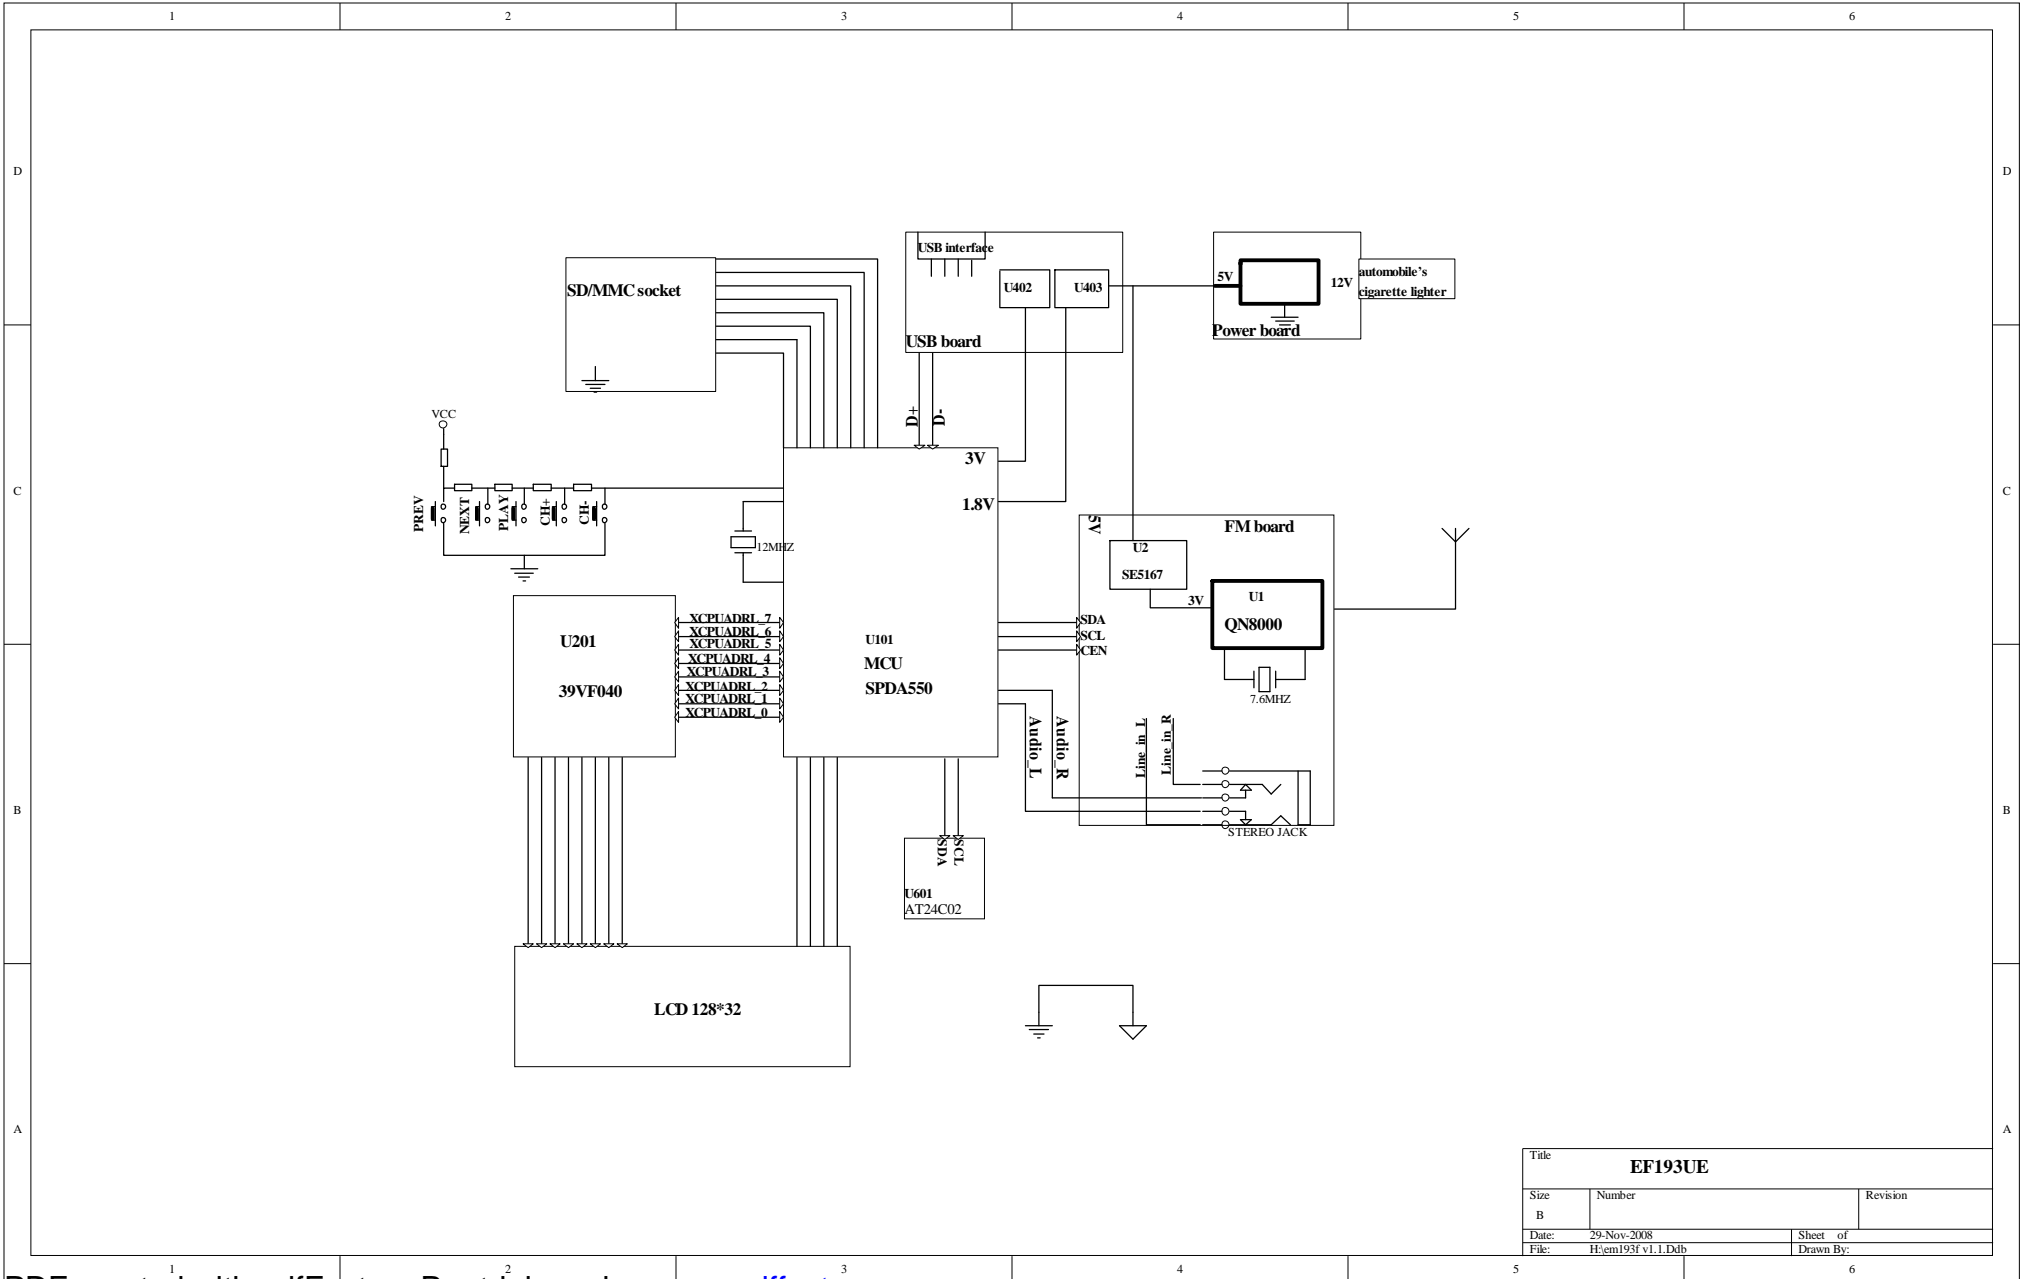 1 2 3 4 5 6
D D
C C
B B
A A
USB interface
SD/MMC socket
U402 U403
USB board
5V
12V
automobile's
cigarette lighter
Power board
VCC
D+
D-
PREV
NEXT
PLAY
CH+
CH-
3V
1.8V
12MHZ
5V
FM board
U2
SE5167
3V
U1
QN8000
7.6MHZ
U201
39VF040
XCPUADRL_7
XCPUADRL_6
XCPUADRL_5
XCPUADRL_4
XCPUADRL_3
XCPUADRL_2
XCPUADRL_1
XCPUADRL_0
U101
MCU
SPDA550
SDA
SCL
CEN
Audio_L
Audio_R
Line_in_L
Line_in_R
STEREO JACK
SDA
SCL
U601
AT24C02
LCD 128*32
Title
EF193UE
Size
B
Number
Revision
Date: 29-Nov-2008
Sheet of
File: H:\em193f v1.1.Ddb
Drawn By:
1 2 3 4 5 6